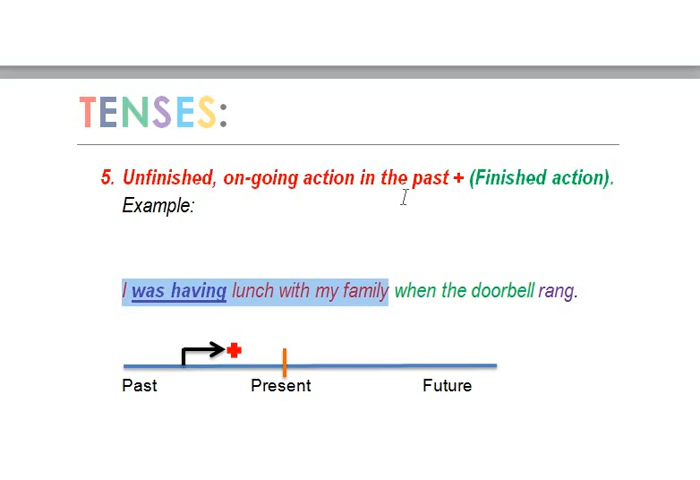 TENSES:
5. Unfinished, on-going action in the past + (Finished action).
Example:
I was having lunch with my family when the doorbell rang.
Past Present Future